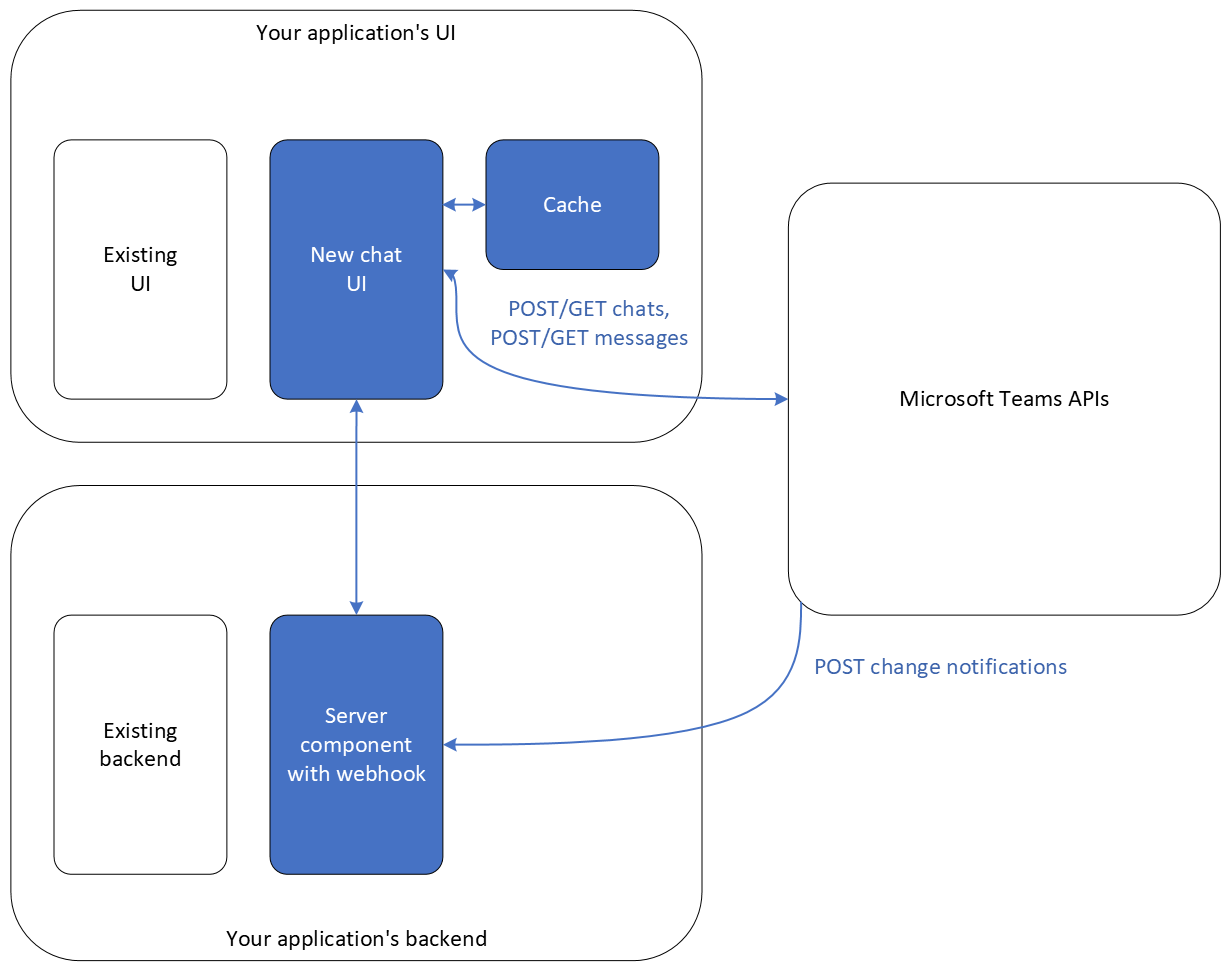 Your application's UI
Existing
UI
New chat
UI
Cache
POST/GET chats,
POST/GET messages
Microsoft Teams APIs
POST change notifications
Existing
backend
Server
component
with webhook
Your application's backend